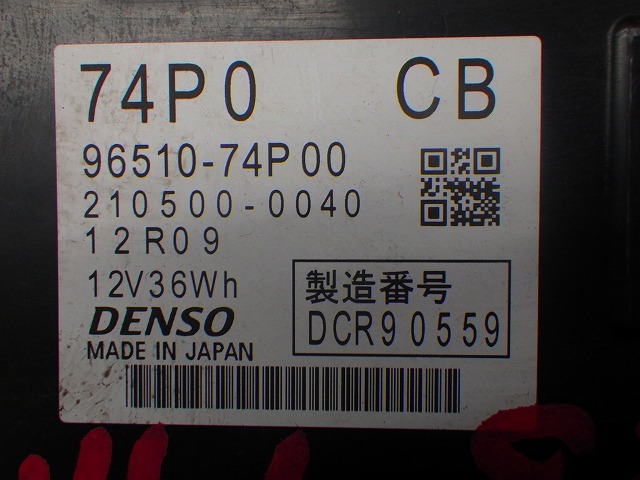 74P0 CB
96510-74P00
210500-0040
12R09
12V36Wh
DENSO
MADE IN JAPAN
製造番号
DCR90559